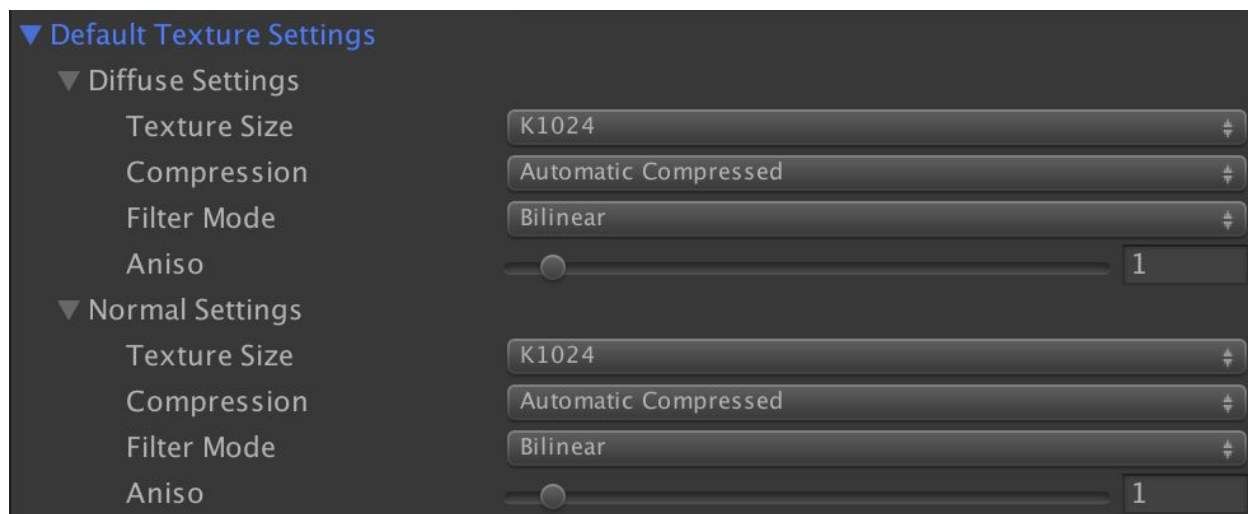 Default Texture Settings
Diffuse Settings
Texture Size K1024
Compression Automatic Compressed
Filter Mode Bilinear
Aniso 1
Normal Settings
Texture Size K1024
Compression Automatic Compressed
Filter Mode Bilinear
Aniso 1